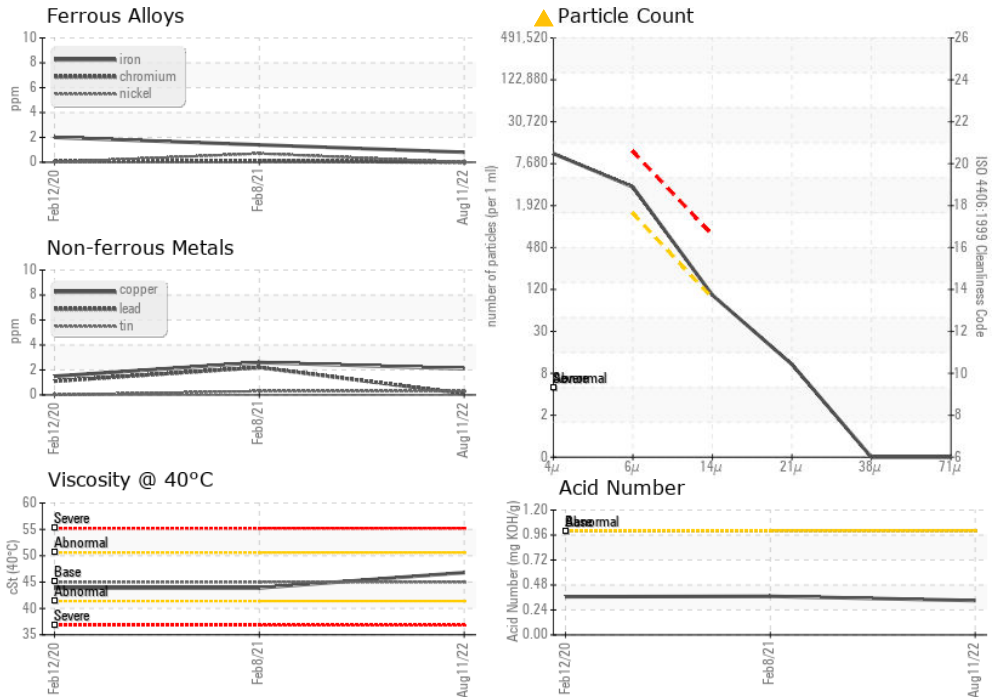 Ferrous Alloys
10
8
6
4
2
0
ppm
iron
chromium
nickel
Feb12/20
Feb8/21
Aug11/22
Non-ferrous Metals
10
8
6
4
2
0
ppm
copper
lead
tin
Feb12/20
Feb8/21
Aug11/22
Viscosity @ 40°C
60
55
50
45
40
35
cSt (40°C)
Severe
Abnormal
Base
Abnormal
Severe
Feb12/20
Feb8/21
Aug11/22
Particle Count
491,520
122,880
30,720
7,680
1,920
480
120
30
8
2
0
number of particles (per 1 ml)
26
24
22
20
18
16
14
12
10
8
6
ISO 4406:1999 Cleanliness Code
Abnormal
4µ
6µ
14µ
21µ
38µ
71µ
Acid Number
1.20
0.96
0.72
0.48
0.24
0.00
Acid Number (mg KOH/g)
Abnormal
Feb12/20
Feb8/21
Aug11/22